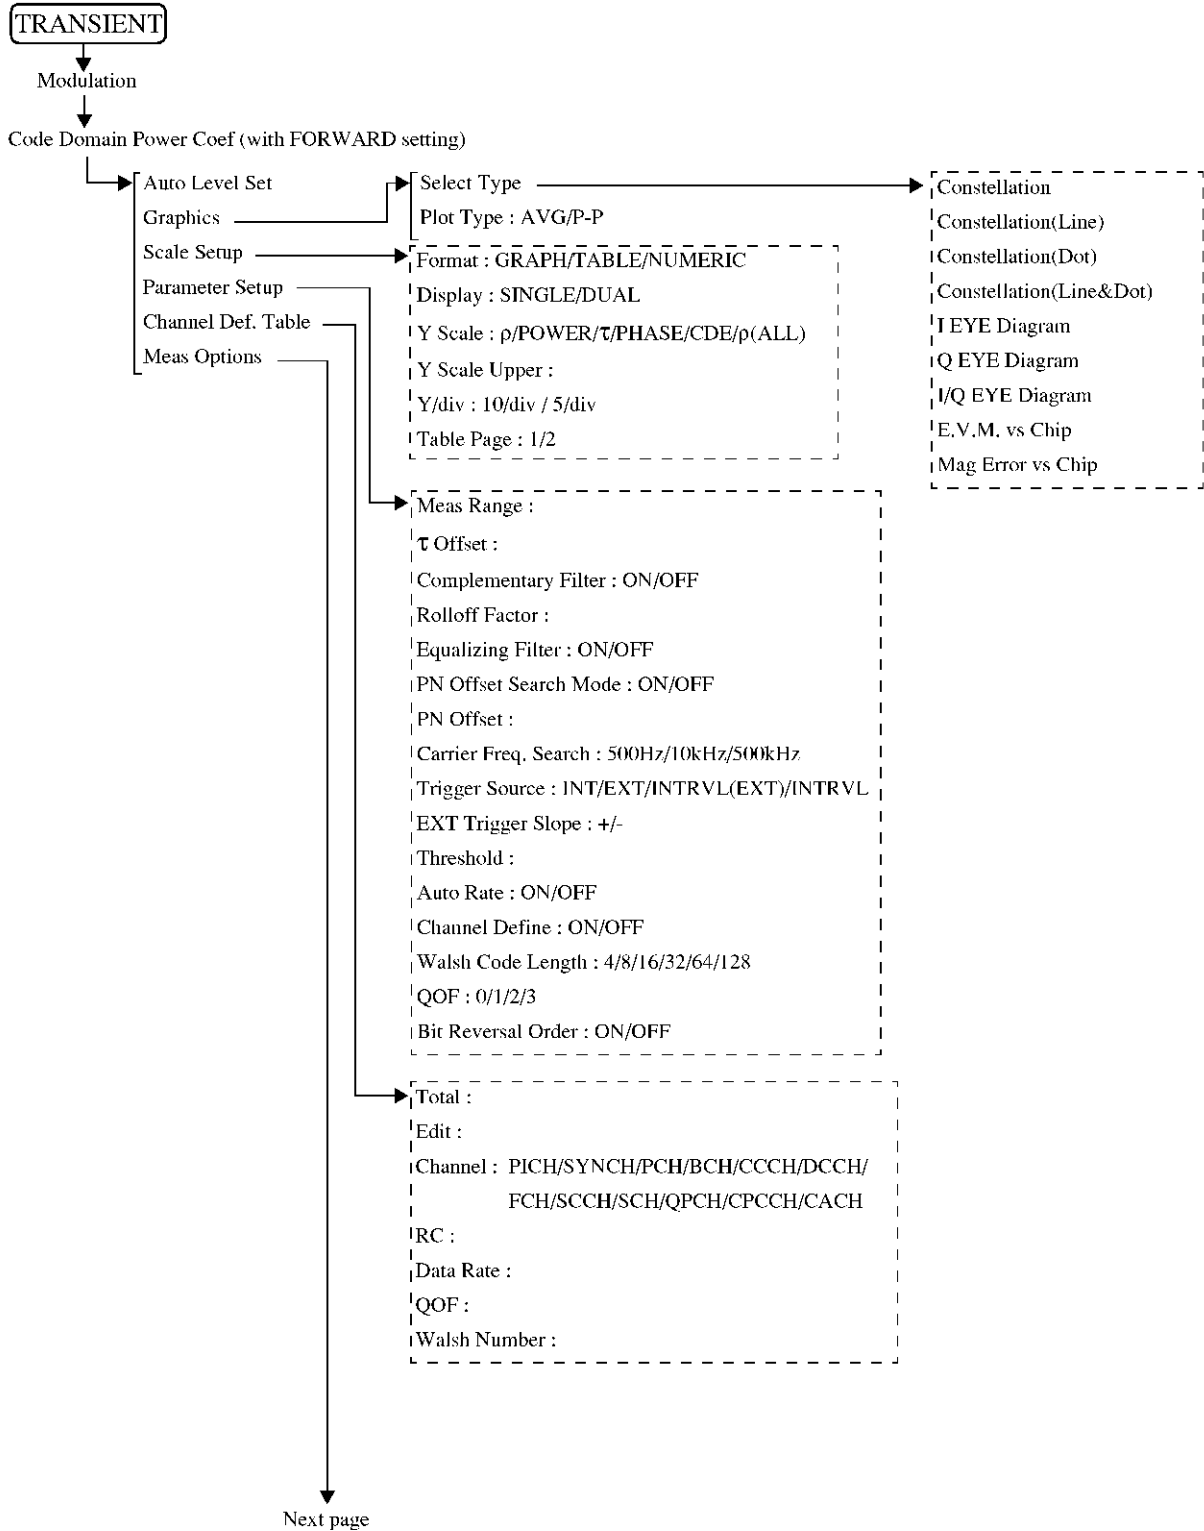 TRANSIENT
Modulation
Code Domain Power Coef (with FORWARD setting)
Auto Level Set
Graphics
Scale Setup
Parameter Setup
Channel Def. Table
Meas Options
Select Type
Plot Type : AVG/P-P
Constellation
Constellation(Line)
Constellation(Dot)
Constellation(Line&Dot)
I EYE Diagram
Q EYE Diagram
I/Q EYE Diagram
E.V.M. vs Chip
Mag Error vs Chip
Format : GRAPH/TABLE/NUMERIC
Display : SINGLE/DUAL
Y Scale : ρ/POWER/τ/PHASE/CDE/ρ(ALL)
Y Scale Upper :
Y/div : 10/div / 5/div
Table Page : 1/2
Meas Range :
τ Offset :
Complementary Filter : ON/OFF
Rolloff Factor :
Equalizing Filter : ON/OFF
PN Offset Search Mode : ON/OFF
PN Offset :
Carrier Freq. Search : 500Hz/10kHz/500kHz
Trigger Source : INT/EXT/INTRVL(EXT)/INTRVL
EXT Trigger Slope : +/-
Threshold :
Auto Rate : ON/OFF
Channel Define : ON/OFF
Walsh Code Length : 4/8/16/32/64/128
QOF : 0/1/2/3
Bit Reversal Order : ON/OFF
Total :
Edit :
Channel : PICH/SYNCH/PCH/BCH/CCCH/DCCH/
FCH/SCCH/SCH/QPCH/CPCCH/CACH
RC :
Data Rate :
QOF :
Walsh Number :
Next page